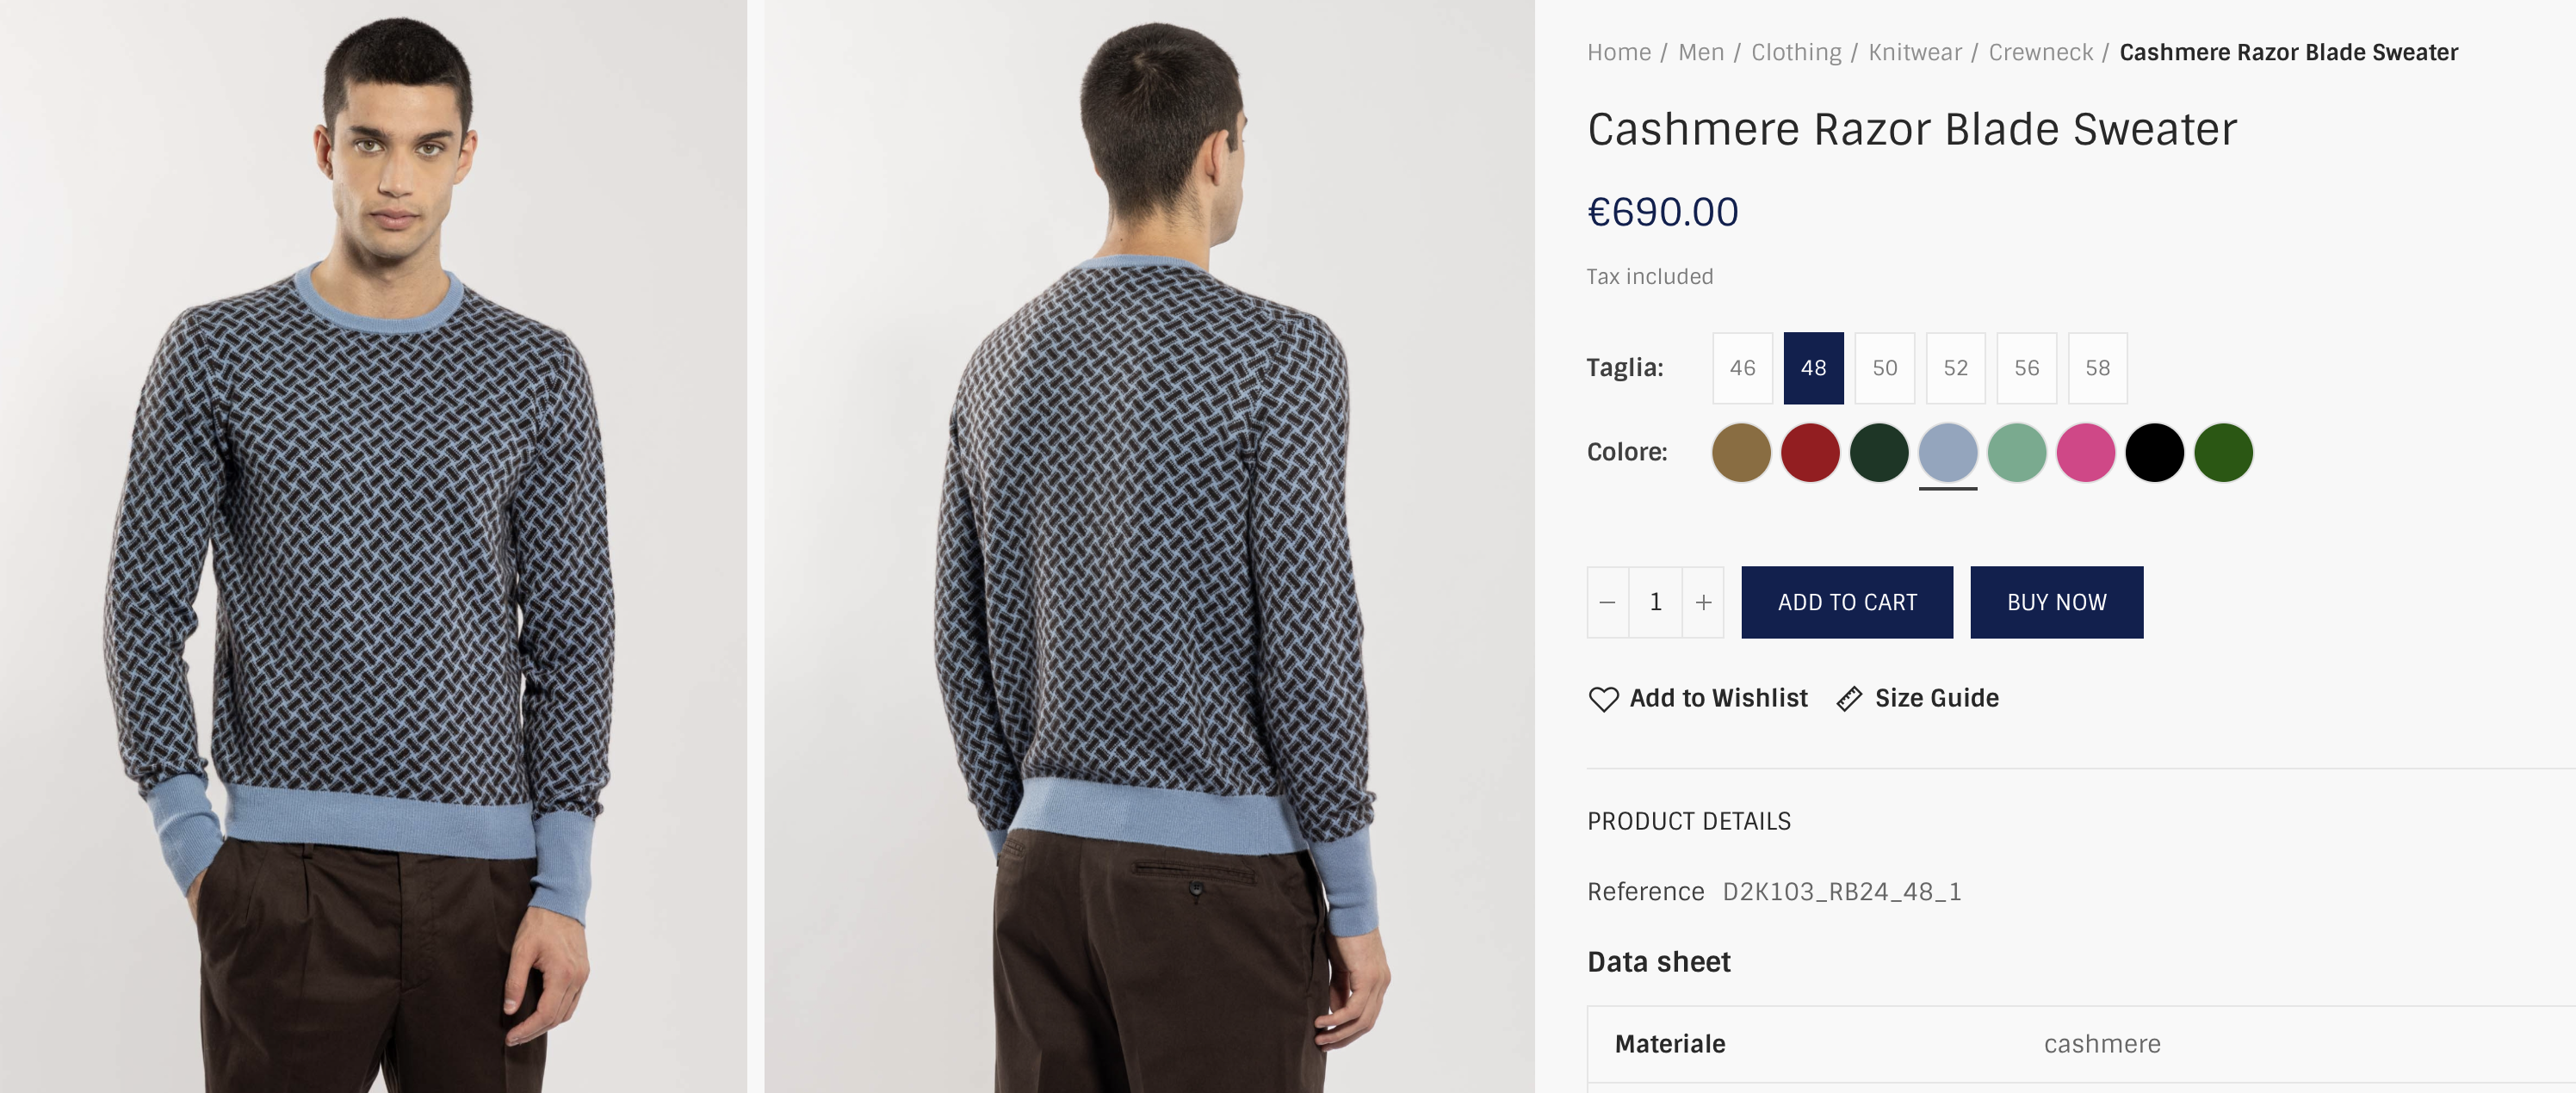 Home / Men / Clothing / Knitwear / Crewneck / Cashmere Razor Blade Sweater
Cashmere Razor Blade Sweater
€690.00
Tax included
Taglia: 46 48 50 52 56 58
Colore:
− 1 + ADD TO CART BUY NOW
Add to Wishlist Size Guide
PRODUCT DETAILS
Reference D2K103_RB24_48_1
Data sheet
Materiale cashmere